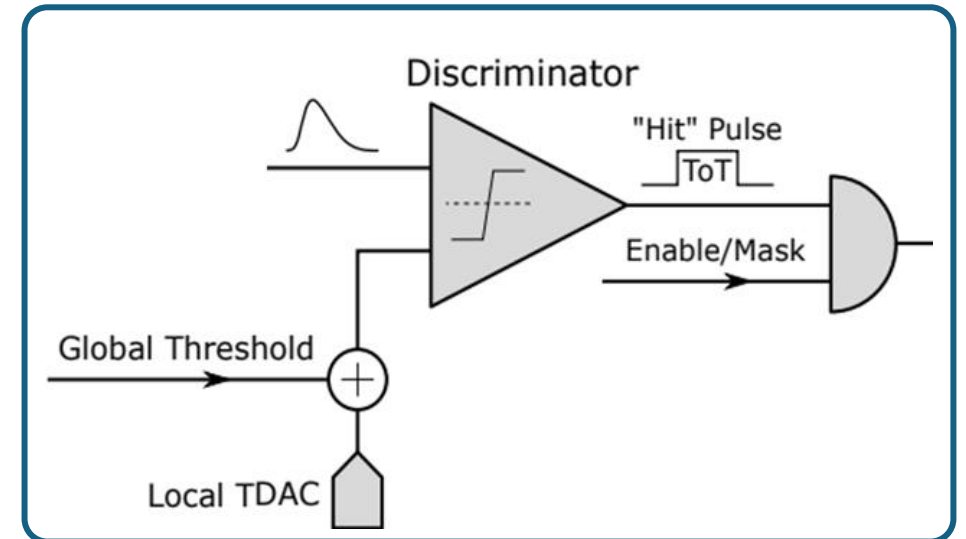 Discriminator
"Hit" Pulse
ToT
Enable/Mask
Global Threshold
+
Local TDAC